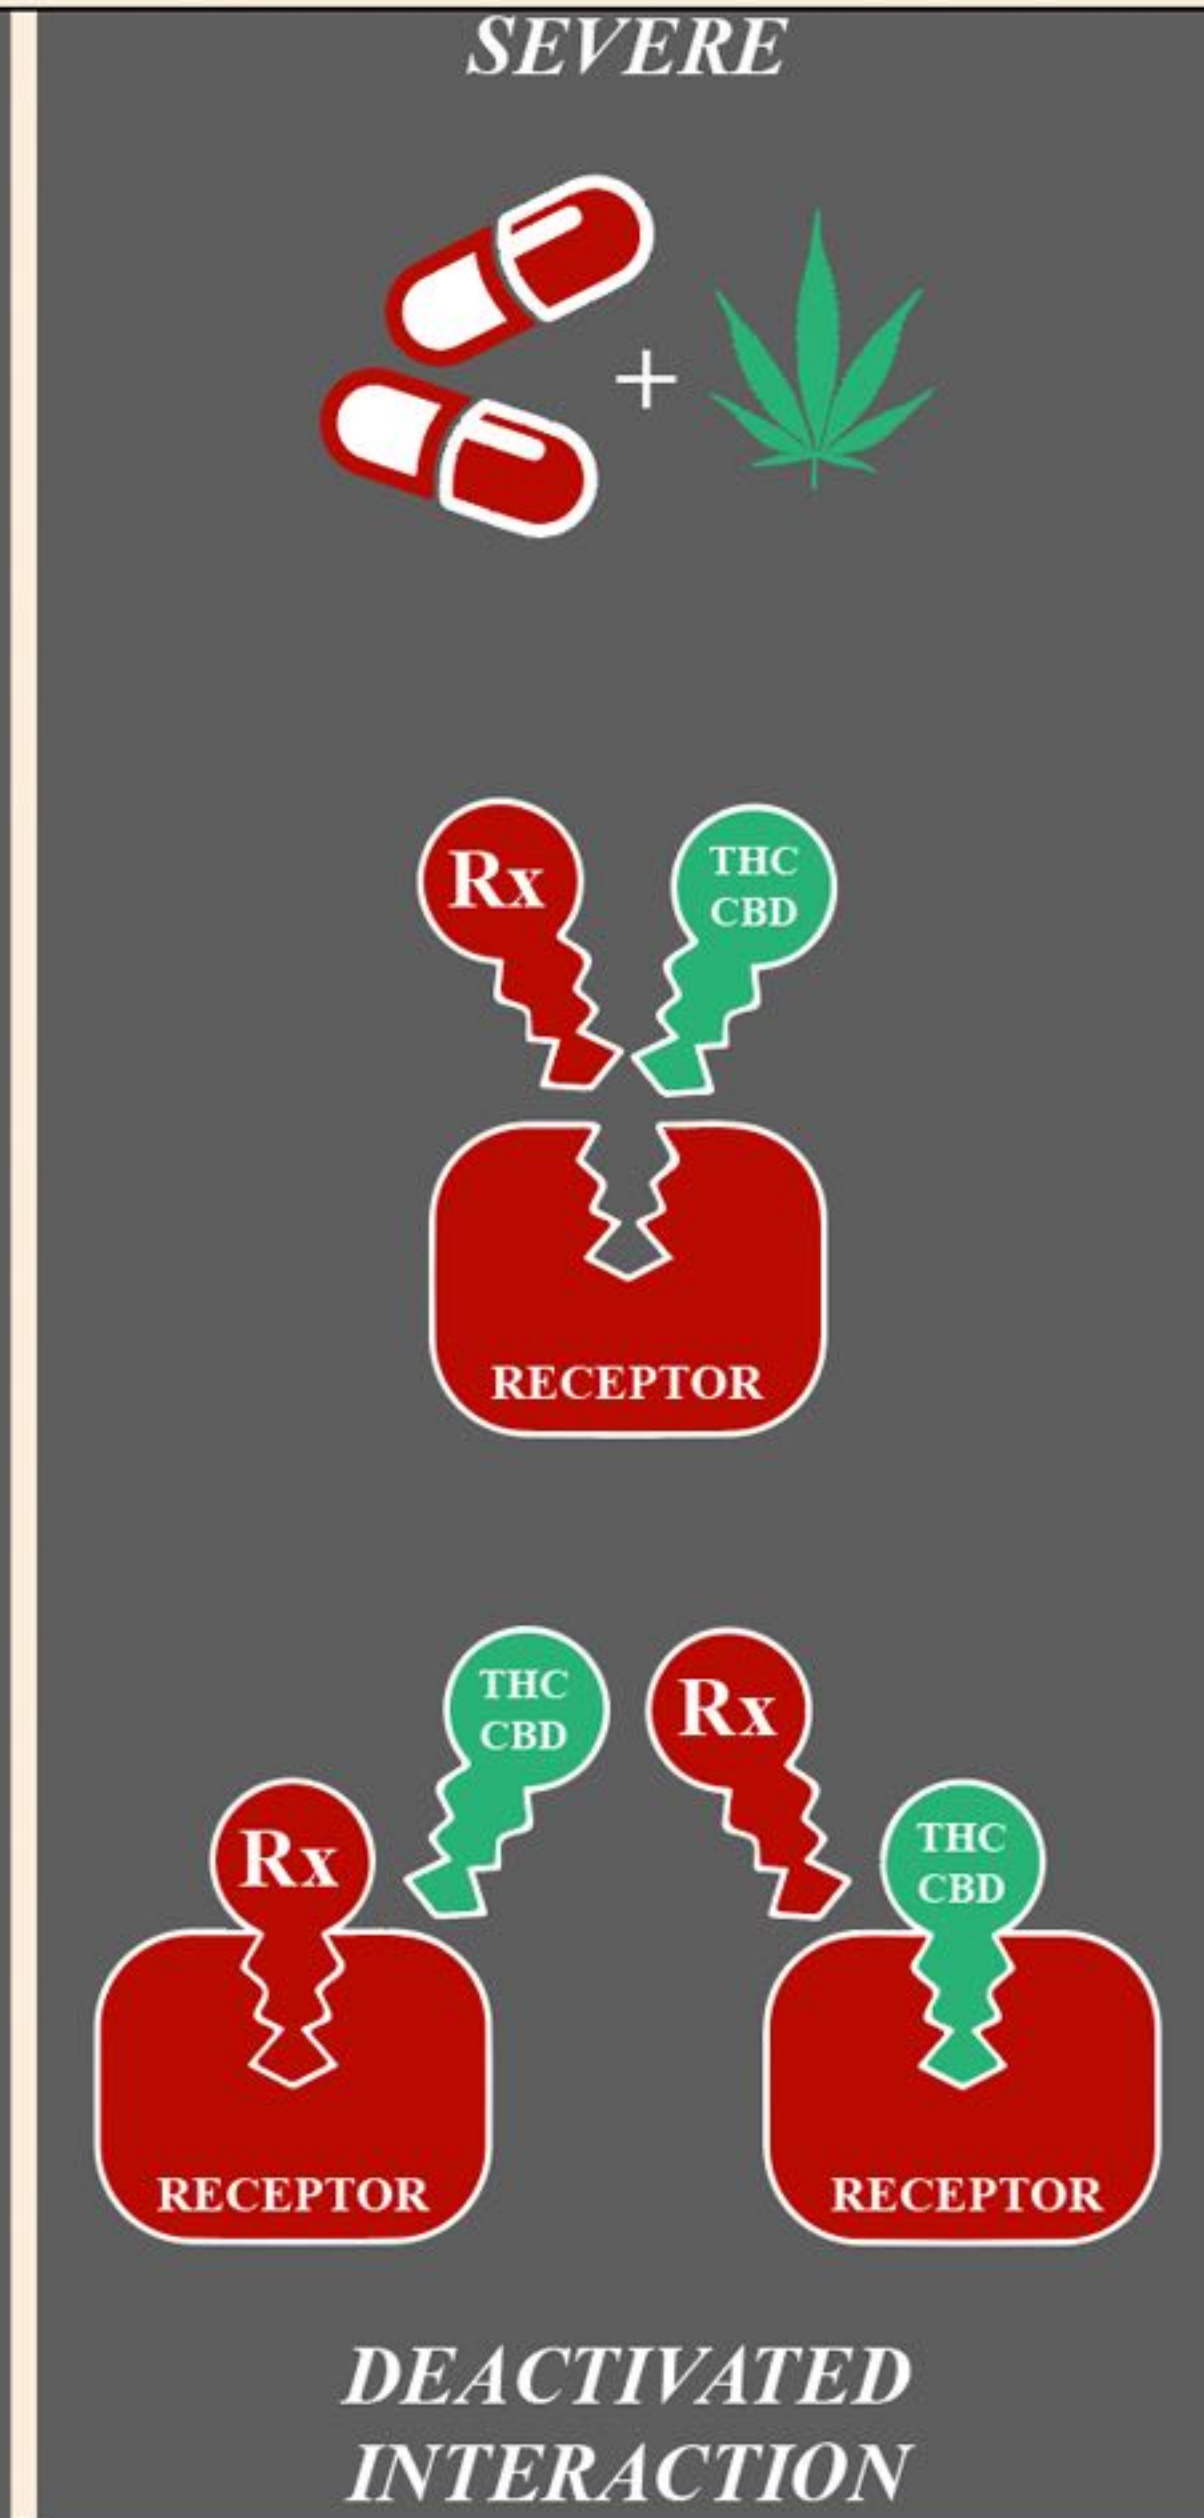 SEVERE
Rx
THC
CBD
RECEPTOR
THC
CBD
Rx
Rx
THC
CBD
RECEPTOR
RECEPTOR
DEACTIVATED
INTERACTION